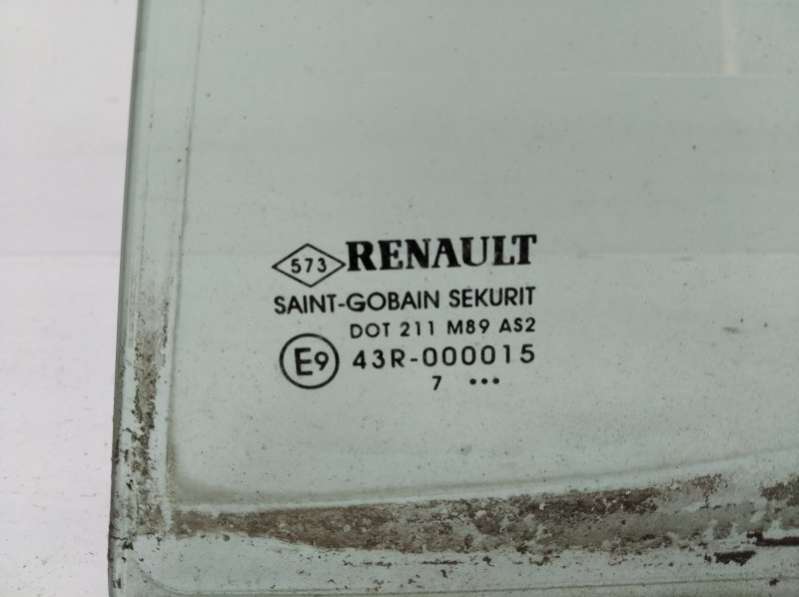 573 RENAULT
SAINT-GOBAIN SEKURIT
DOT 211 M89 AS2
E9 43R-000015
7 •••